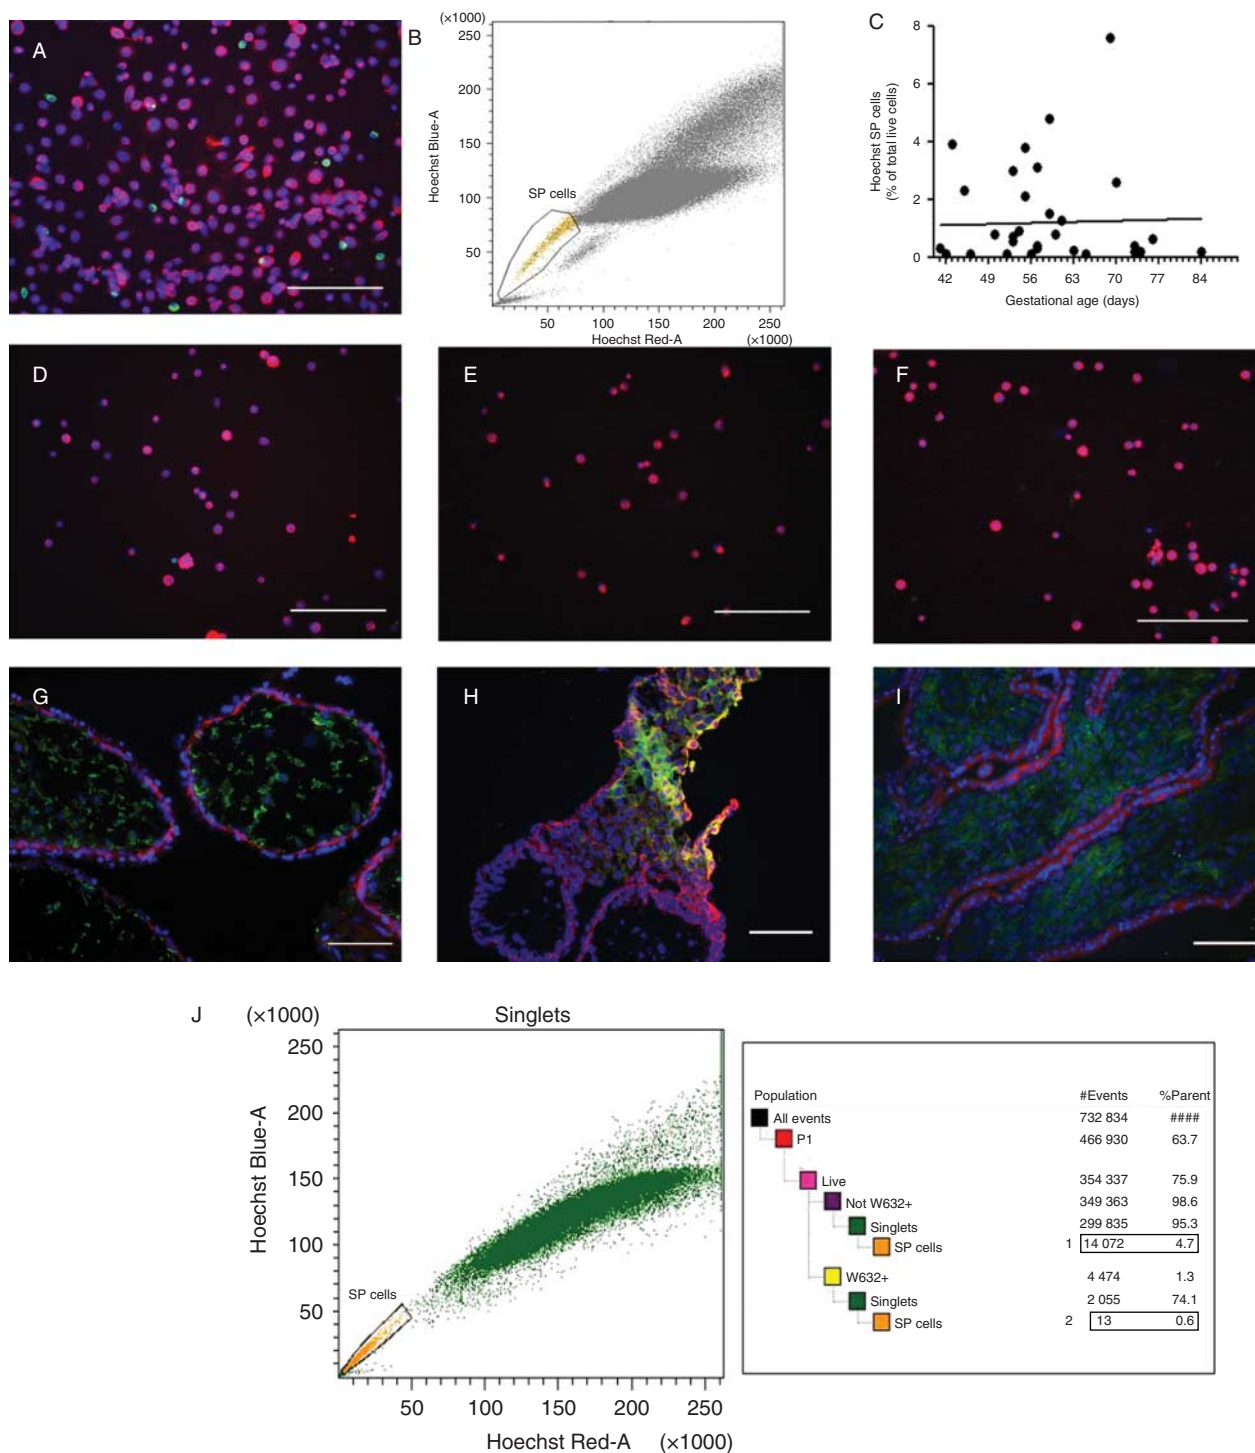 A
B
(×1000)
250
200
150
100
50
Hoechst Blue-A
SP cells
50 100 150 200 250
Hoechst Red-A (×1000)
C
8
6
4
2
0
Hoechst SP cells
(% of total live cells)
42 49 56 63 70 77 84
Gestational age (days)
D
E
F
G
H
I
J (×1000) Singlets
250
200
150
100
50
Hoechst Blue-A
SP cells
50 100 150 200 250
Hoechst Red-A (×1000)
Population #Events %Parent
All events 732 834 ####
P1 466 930 63.7
Live 354 337 75.9
Not W632+ 349 363 98.6
Singlets 299 835 95.3
SP cells 1 14 072 4.7
W632+ 4 474 1.3
Singlets 2 055 74.1
SP cells 2 13 0.6